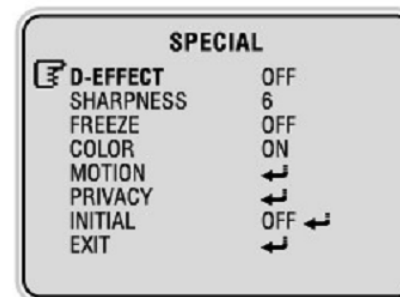 SPECIAL
D-EFFECT OFF
SHARPNESS 6
FREEZE OFF
COLOR ON
MOTION ↵
PRIVACY ↵
INITIAL OFF ↵
EXIT ↵